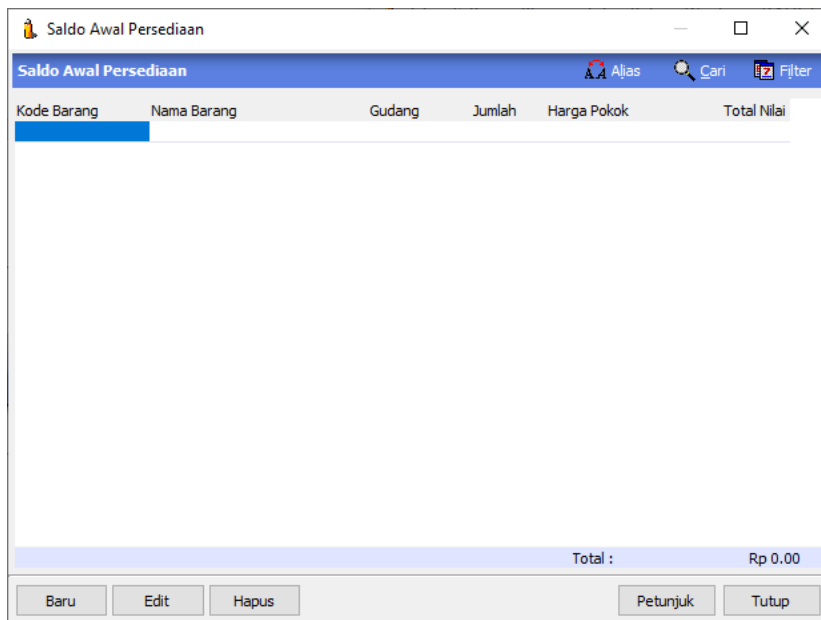 Saldo Awal Persediaan
Saldo Awal Persediaan Alias Cari Filter
Kode Barang Nama Barang Gudang Jumlah Harga Pokok Total Nilai
Total : Rp 0.00
Baru Edit Hapus Petunjuk Tutup